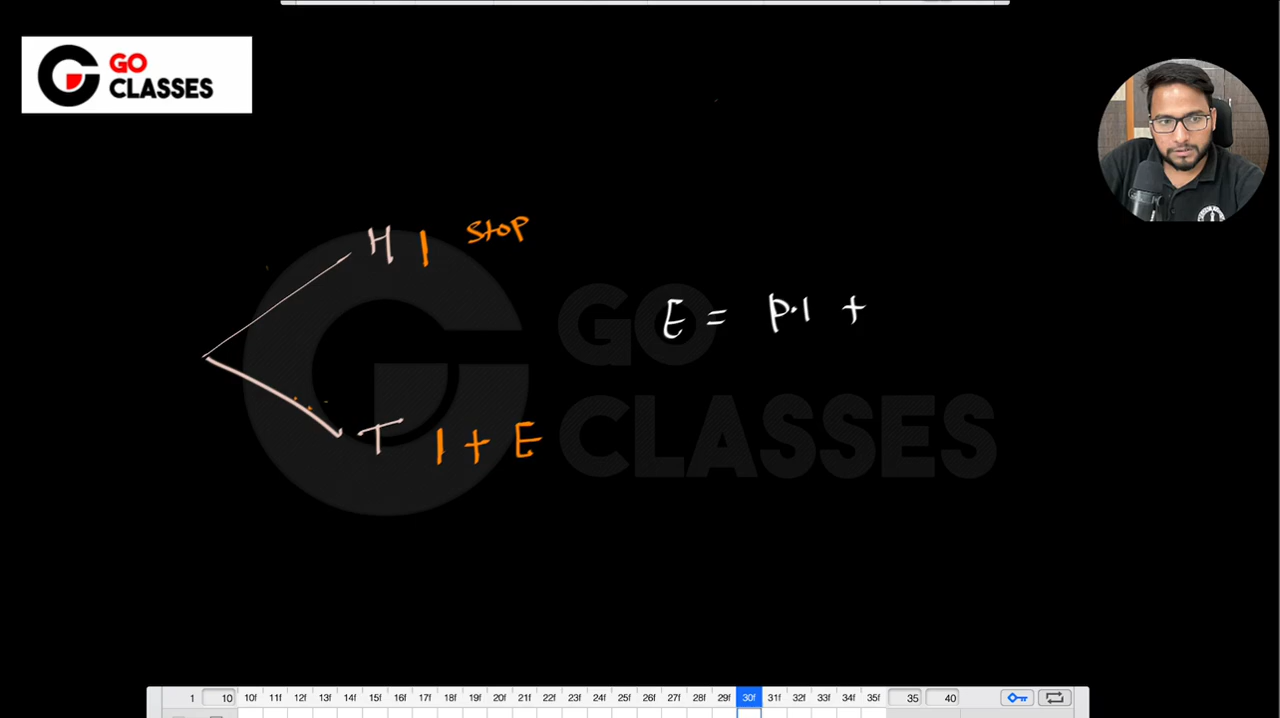 GO
CLASSES
H 1 stop
E = p.1 +
T 1 + E
GO
CLASSES
1 10 10f 11f 12f 13f 14f 15f 16f 17f 18f 19f 20f 21f 22f 23f 24f 25f 26f 27f 28f 29f 30f 31f 32f 33f 34f 35f 35 40